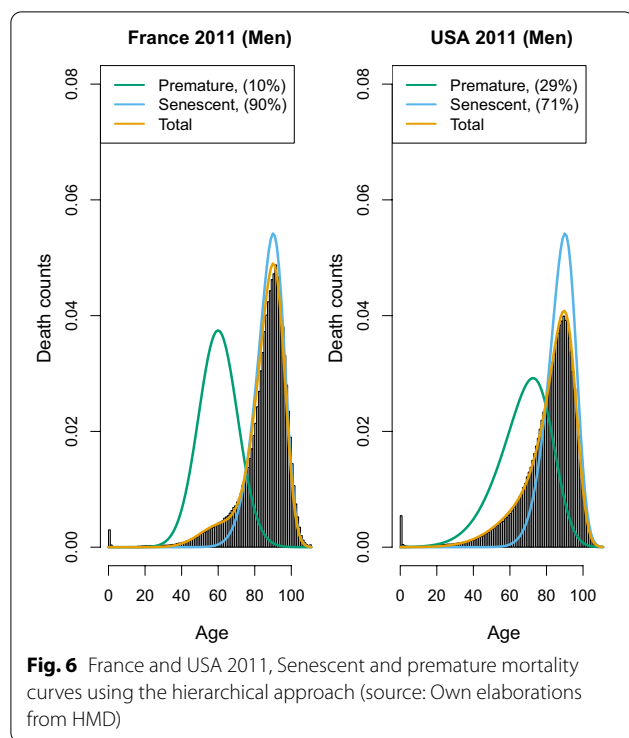 France 2011 (Men)
Premature, (10%)
Senescent, (90%)
Total
Death counts
0.08
0.06
0.04
0.02
0.00
0 20 40 60 80 100
Age
USA 2011 (Men)
Premature, (29%)
Senescent, (71%)
Total
Death counts
0.08
0.06
0.04
0.02
0.00
0 20 40 60 80 100
Age
Fig. 6 France and USA 2011, Senescent and premature mortality
curves using the hierarchical approach (source: Own elaborations
from HMD)